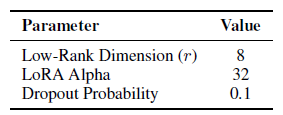 Parameter Value
Low-Rank Dimension (r) 8
LoRA Alpha 32
Dropout Probability 0.1